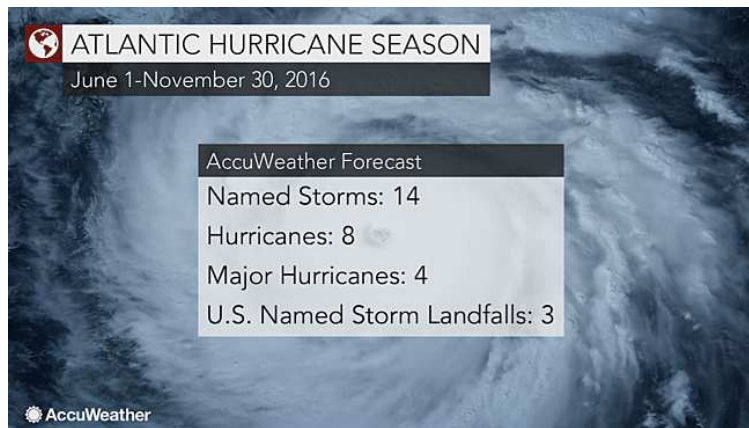 ATLANTIC HURRICANE SEASON
June 1-November 30, 2016
AccuWeather Forecast
Named Storms: 14
Hurricanes: 8
Major Hurricanes: 4
U.S. Named Storm Landfalls: 3
AccuWeather